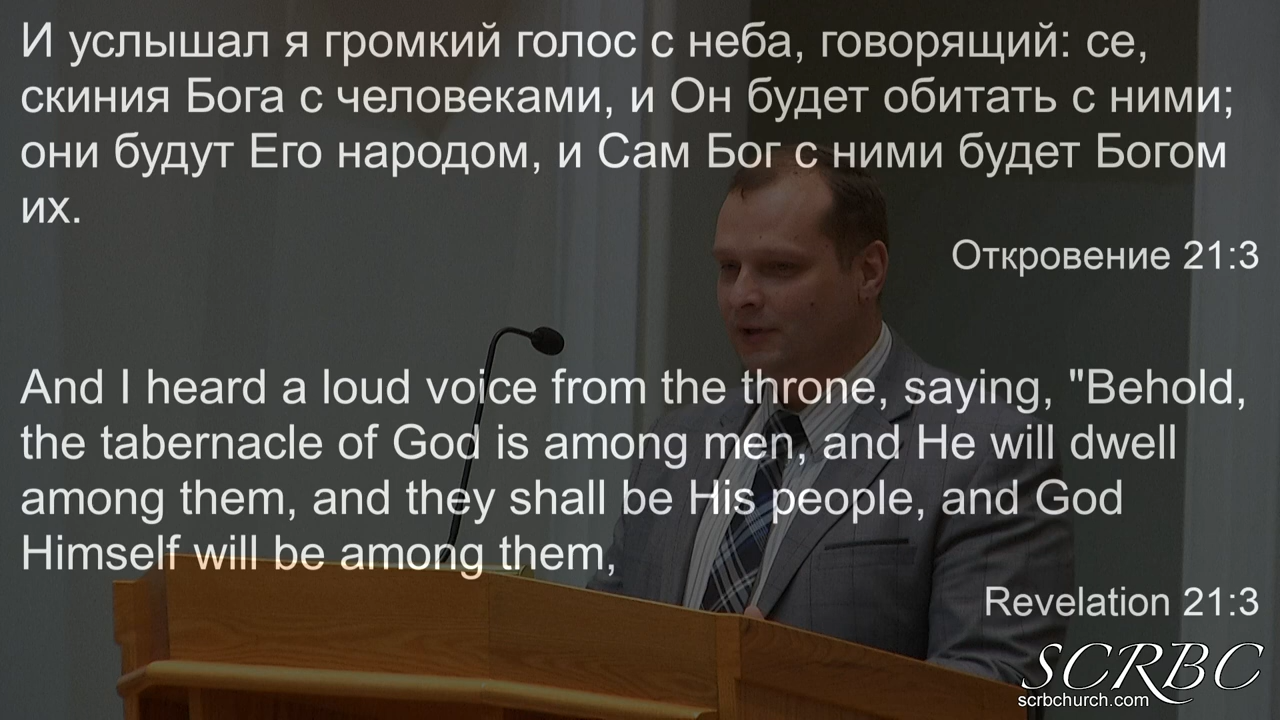 И услышал я громкий голос с неба, говорящий: се,
скиния Бога с человеками, и Он будет обитать с ними;
они будут Его народом, и Сам Бог с ними будет Богом
их.
Откровение 21:3
And I heard a loud voice from the throne, saying, "Behold,
the tabernacle of God is among men, and He will dwell
among them, and they shall be His people, and God
Himself will be among them,
Revelation 21:3
SCRBC
scrbchurch.com